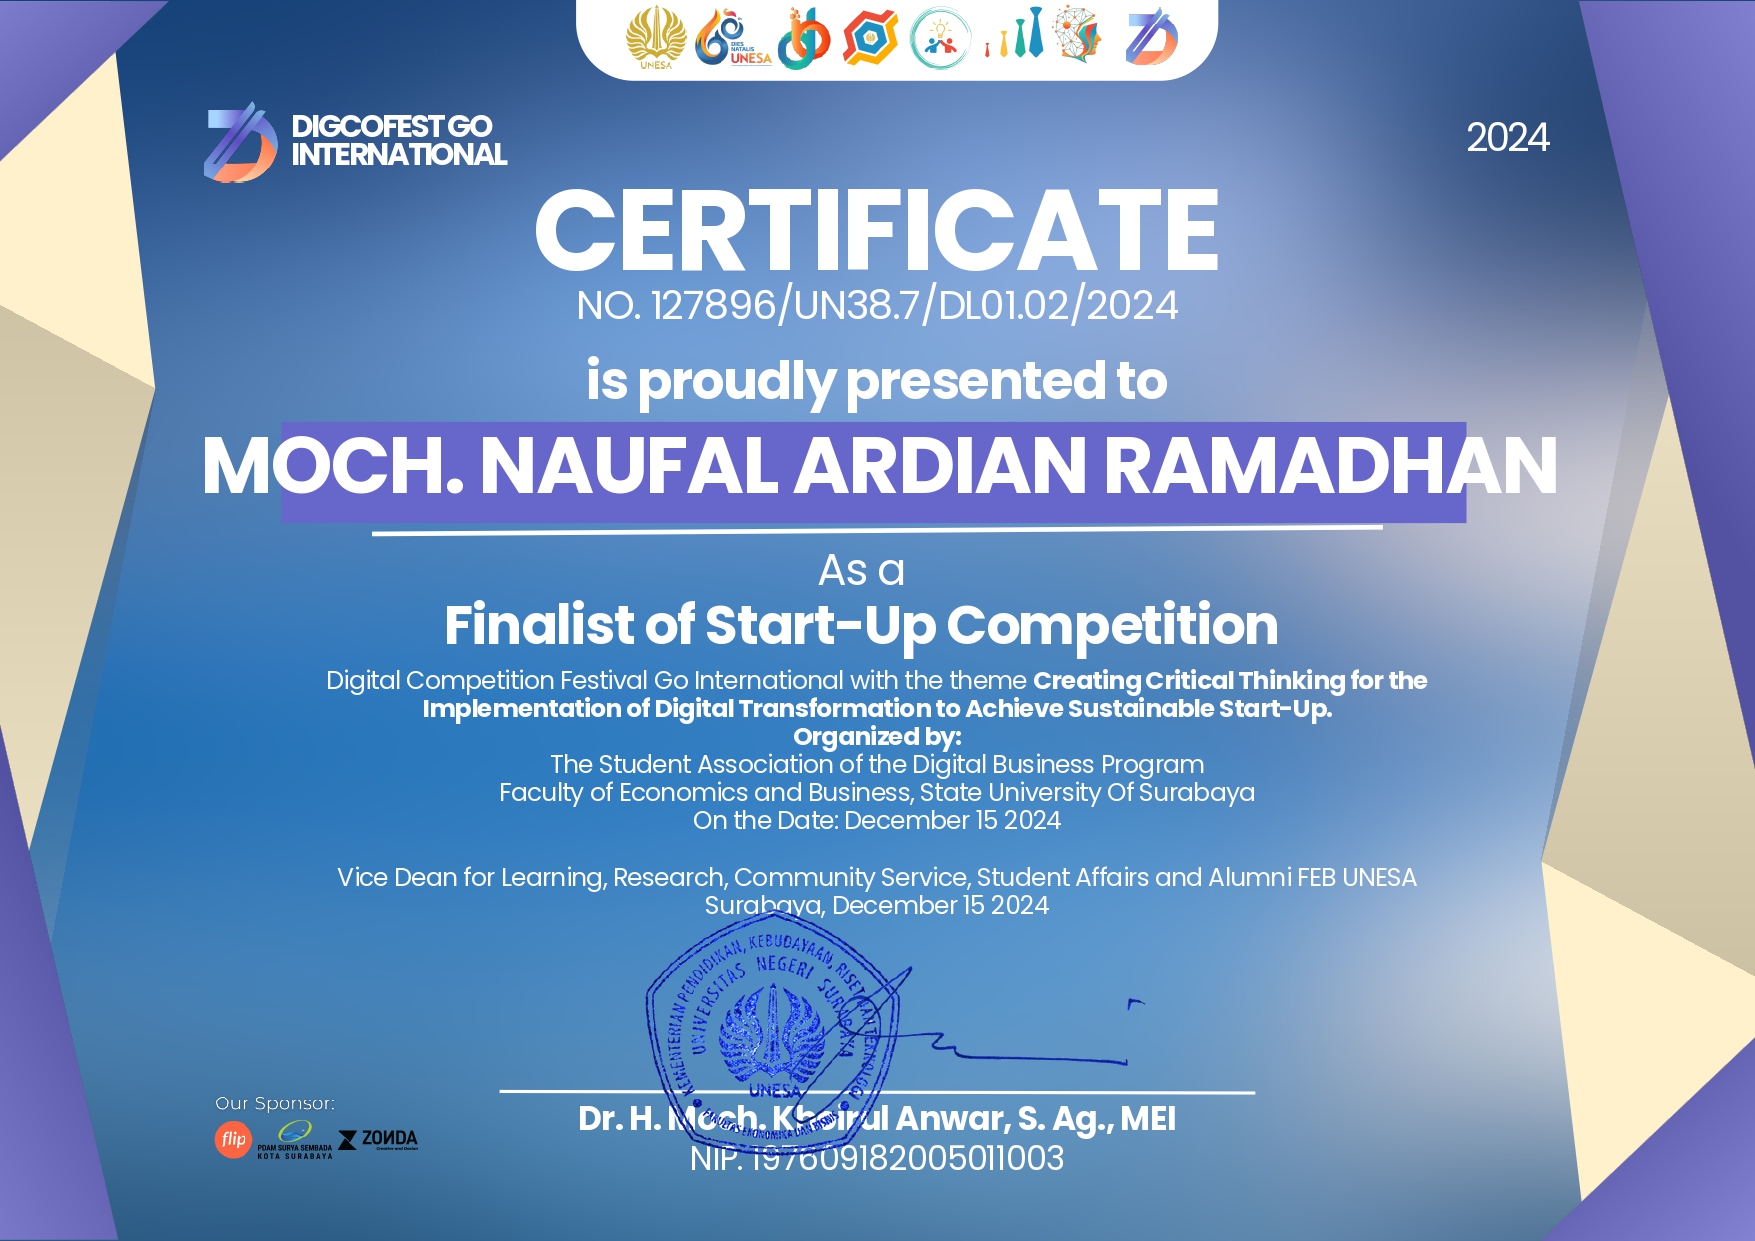 UNESA
DIES NATALIS
UNESA
DIGCOFEST GO
INTERNATIONAL
2024
CERTIFICATE
NO. 127896/UN38.7/DL01.02/2024
is proudly presented to
MOCH. NAUFAL ARDIAN RAMADHAN
As a
Finalist of Start-Up Competition
Digital Competition Festival Go International with the theme Creating Critical Thinking for the
Implementation of Digital Transformation to Achieve Sustainable Start-Up.
Organized by:
The Student Association of the Digital Business Program
Faculty of Economics and Business, State University Of Surabaya
On the Date: December 15 2024
Vice Dean for Learning, Research, Community Service, Student Affairs and Alumni FEB UNESA
Surabaya, December 15 2024
KEMENTERIAN PENDIDIKAN, KEBUDAYAAN, RISET, DAN TEKNOLOGI
UNIVERSITAS NEGERI SURABAYA
UNESA
FAKULTAS EKONOMIKA DAN BISNIS
Dr. H. Moch. Khoirul Anwar, S. Ag., MEI
NIP. 197609182005011003
Our Sponsor:
flip
PDAM SURYA SEMBADA
KOTA SURABAYA
ZONDA
Creative and Design